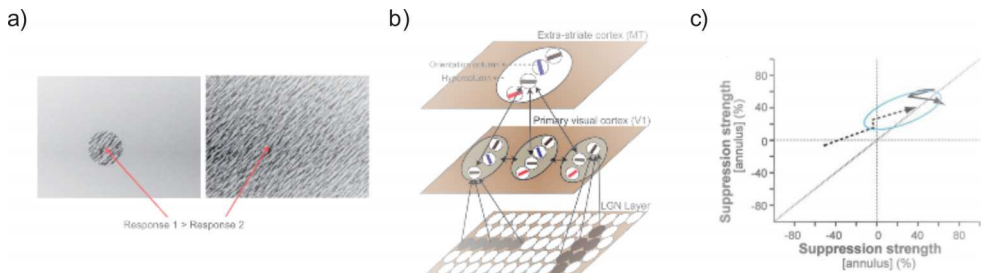 a)
Response 1 > Response 2
b)
Extra-striate cortex (MT)
Orientation column
Hypercolumn
Primary visual cortex (V1)
LGN Layer
c)
Suppression strength
[annulus] (%)
80
40
0
-40
-80
-80 -40 0 40 80
Suppression strength
[annulus] (%)